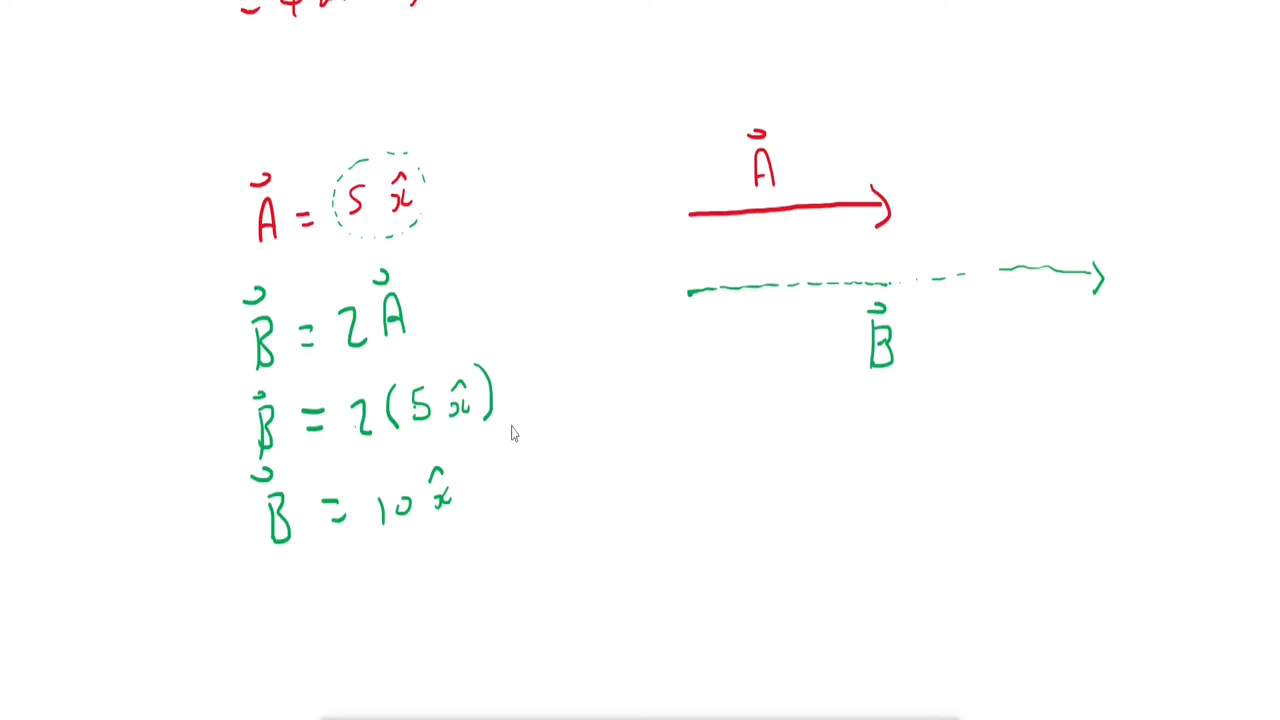 A⃗ = 5 x̂
B⃗ = 2 A⃗
B⃗ = 2 ( 5 x̂ )
B⃗ = 10 x̂
A⃗
B⃗